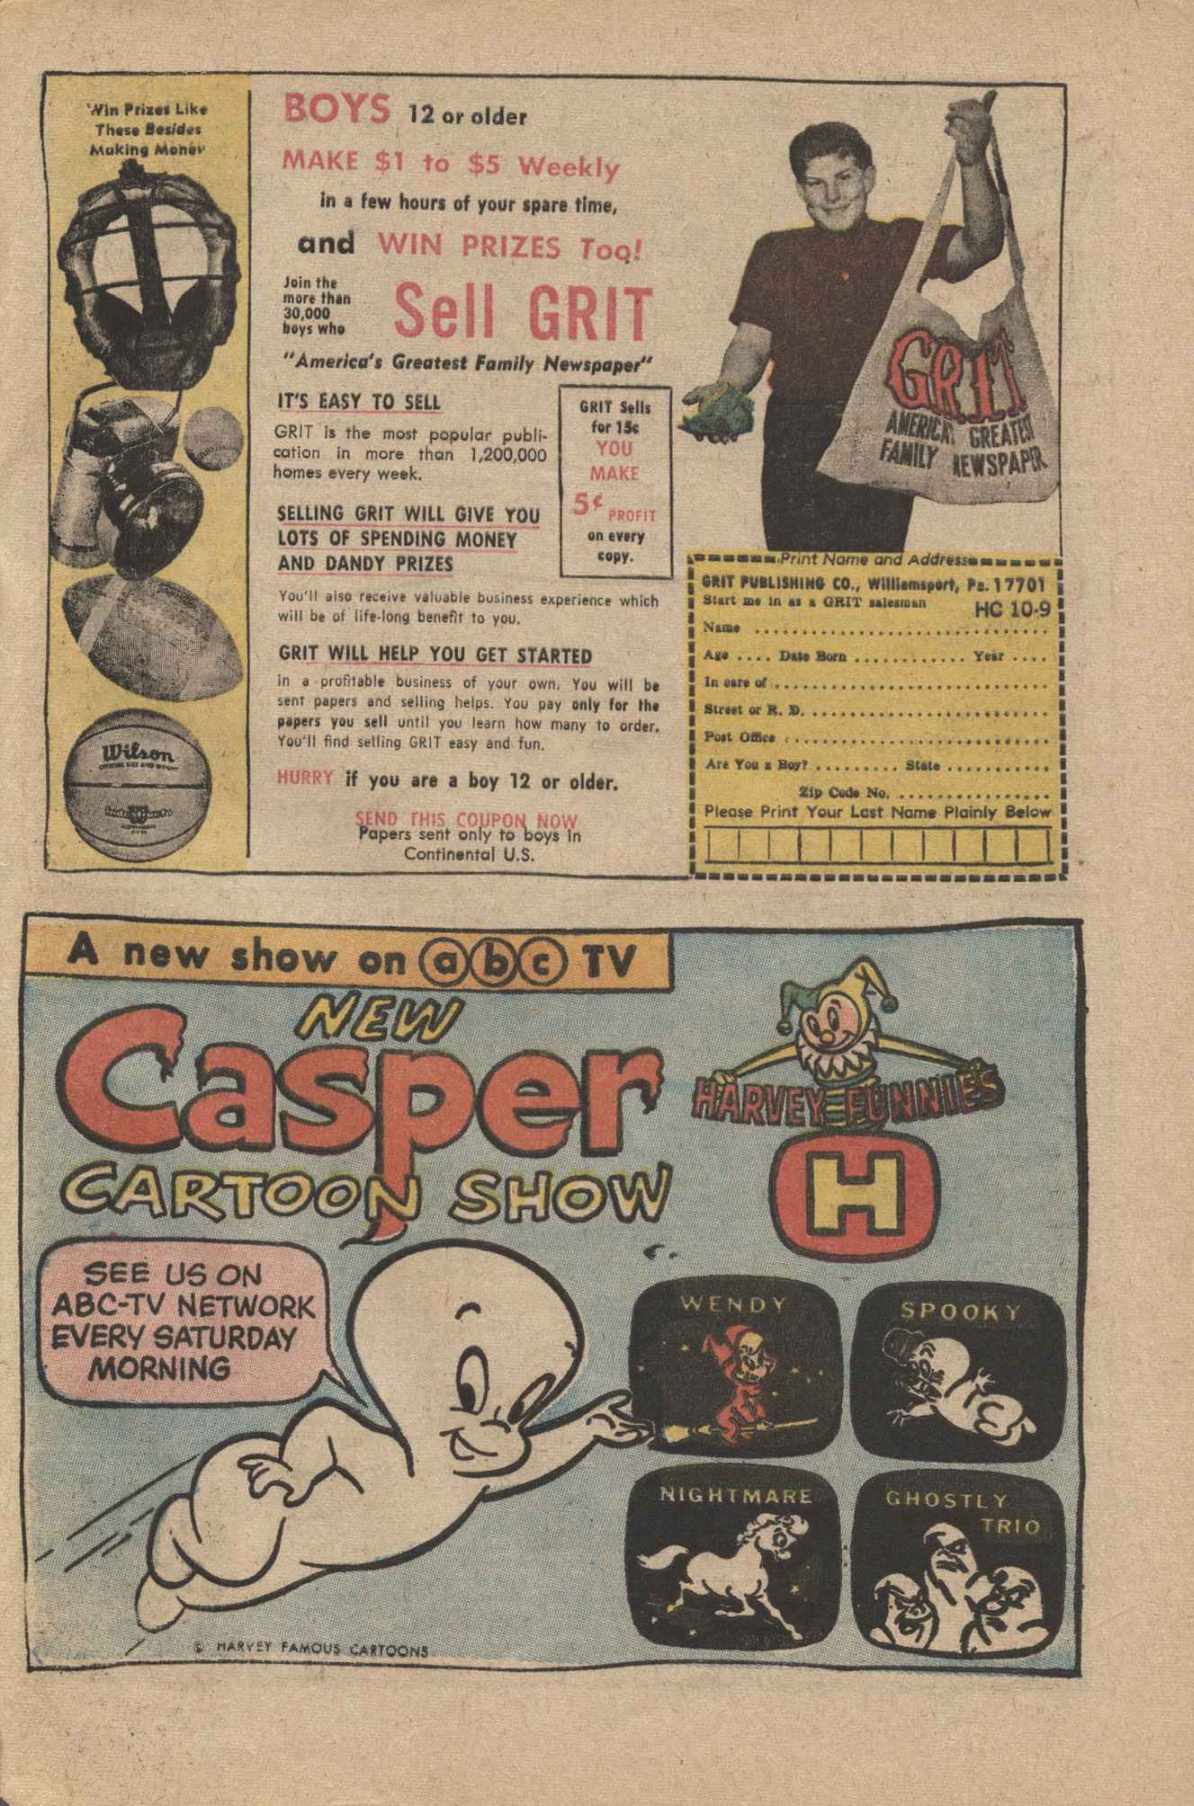 Win Prizes Like
These Besides
Making Money
BOYS 12 or older
MAKE $1 to $5 Weekly
in a few hours of your spare time,
and WIN PRIZES Too!
Join the
more than
30,000
boys who
Sell GRIT
"America's Greatest Family Newspaper"
IT'S EASY TO SELL
GRIT is the most popular publi-
cation in more than 1,200,000
homes every week.
GRIT Sells
for 15c
YOU
MAKE
5¢ PROFIT
on every
copy.
SELLING GRIT WILL GIVE YOU
LOTS OF SPENDING MONEY
AND DANDY PRIZES
You'll also receive valuable business experience which
will be of life-long benefit to you.
GRIT WILL HELP YOU GET STARTED
in a profitable business of your own. You will be
sent papers and selling helps. You pay only for the
papers you sell until you learn how many to order.
You'll find selling GRIT easy and fun.
HURRY if you are a boy 12 or older.
SEND THIS COUPON NOW
Papers sent only to boys in
Continental U.S.
Wilson
GRIT
AMERICA'S GREATEST
FAMILY NEWSPAPER
Print Name and Address
GRIT PUBLISHING CO., Williamsport, Pa. 17701
Start me in as a GRIT salesman HC 10-9
Name
Age .... Date Born ............ Year ....
In care of
Street or R. D.
Post Office
Are You a Boy? ......... State ...........
Zip Code No. ................
Please Print Your Last Name Plainly Below
A new show on abc TV
NEW
Casper
CARTOON SHOW
HARVEY FUNNIES
H
SEE US ON
ABC-TV NETWORK
EVERY SATURDAY
MORNING
WENDY
SPOOKY
NIGHTMARE
GHOSTLY
TRIO
© HARVEY FAMOUS CARTOONS